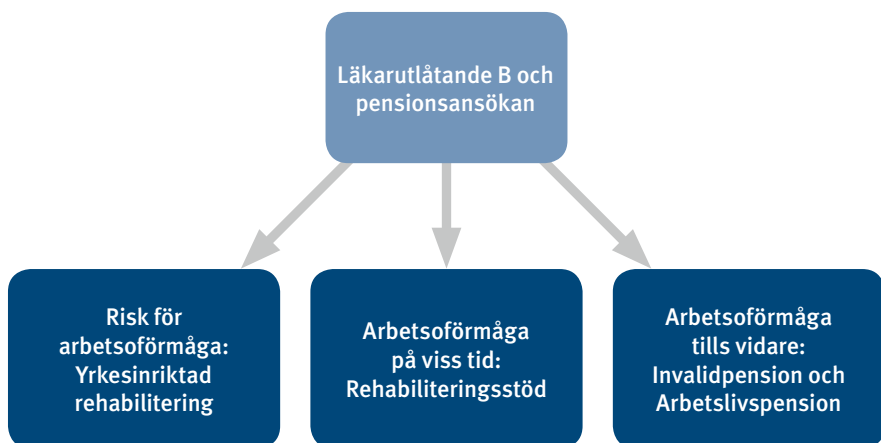 Läkarutlåtande B och
pensionsansökan
Risk för
arbetsoförmåga:
Yrkesinriktad
rehabilitering
Arbetsoförmåga
på viss tid:
Rehabiliteringsstöd
Arbetsoförmåga
tills vidare:
Invalidpension och
Arbetslivspension